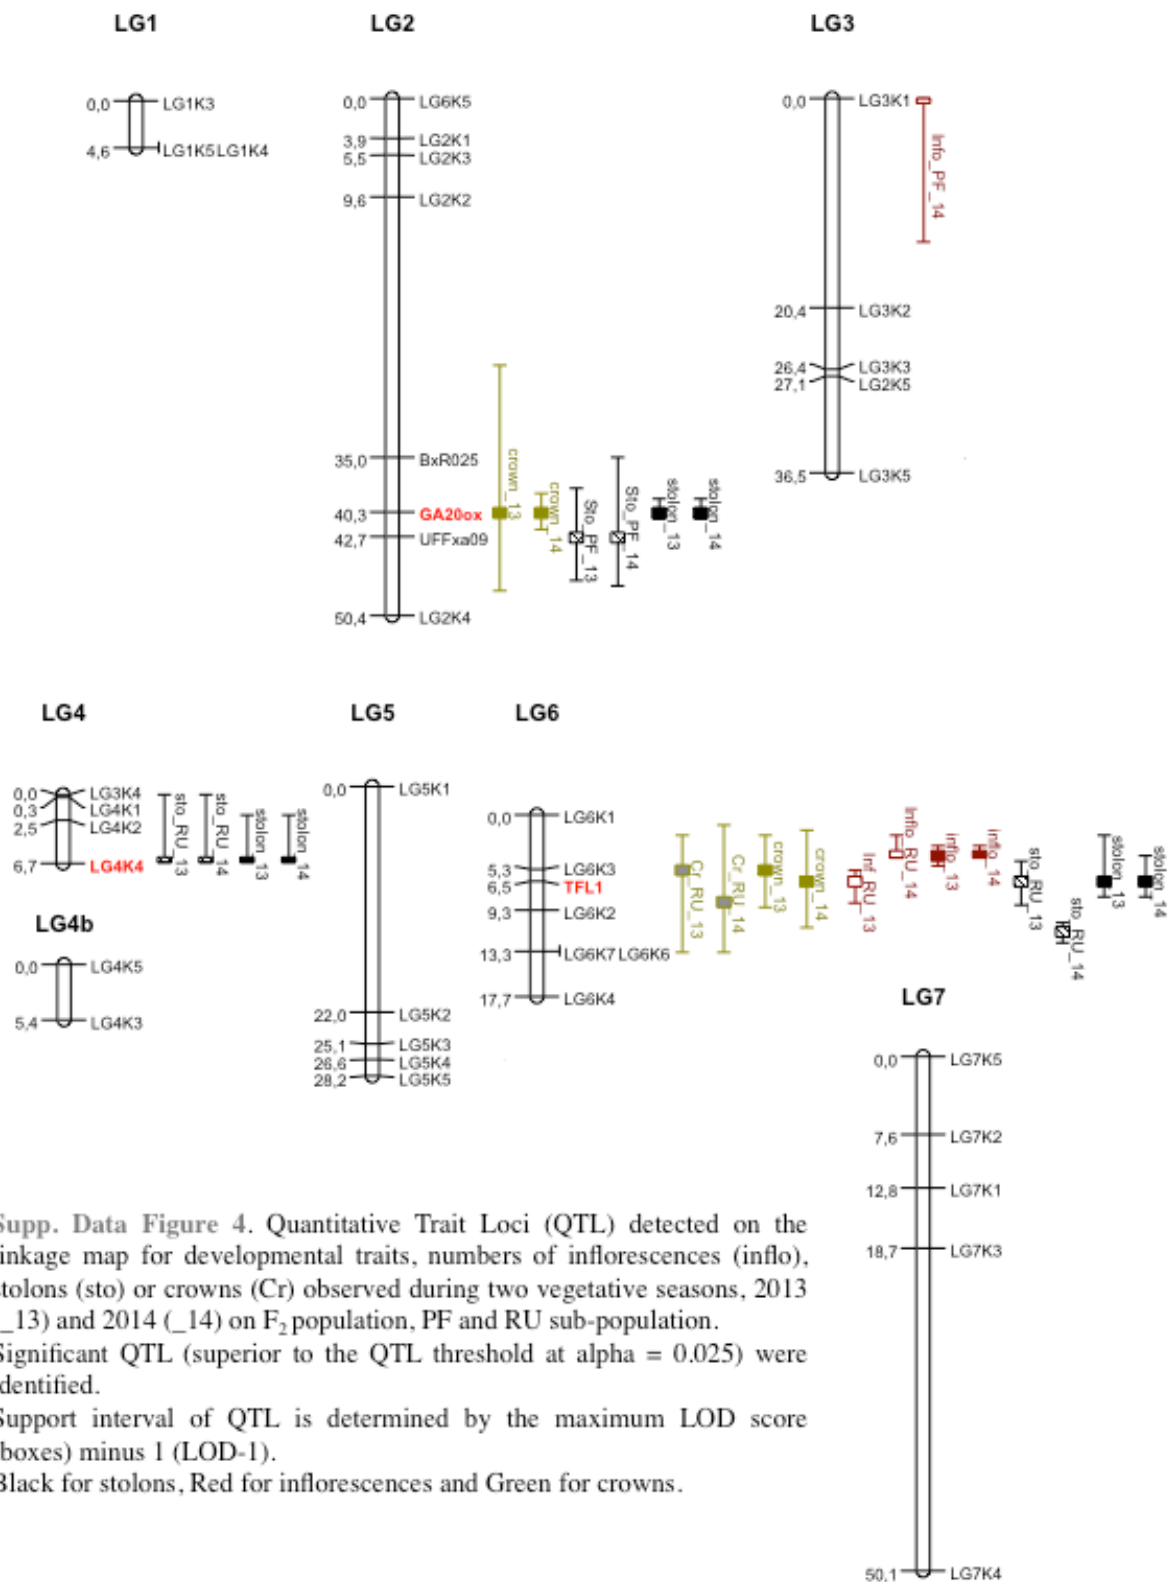 LG1
LG2
LG3
0,0 LG1K3
4,6 LG1K5 LG1K4
0,0 LG6K5
3,9 LG2K1
5,5 LG2K3
9,6 LG2K2
35,0 BxR025
40,3 GA20ox
42,7 UFFxa09
50,4 LG2K4
crown_13
crown_14
Sto_PF_13
Sto_PF_14
stolon_13
stolon_14
0,0 LG3K1
20,4 LG3K2
26,4 LG3K3
27,1 LG2K5
36,5 LG3K5
Info_PF_14
LG4
LG5
LG6
0,0 LG3K4
0,3 LG4K1
2,5 LG4K2
6,7 LG4K4
sto_RU_13
sto_RU_14
stolon_13
stolon_14
LG4b
0,0 LG4K5
5,4 LG4K3
0,0 LG5K1
22,0 LG5K2
25,1 LG5K3
26,6 LG5K4
28,2 LG5K5
0,0 LG6K1
5,3 LG6K3
6,5 TFL1
9,3 LG6K2
13,3 LG6K7 LG6K6
17,7 LG6K4
Cr_RU_13
Cr_RU_14
crown_13
crown_14
Inf_RU_13
Inflo_RU_14
inflo_13
inflo_14
sto_RU_13
sto_RU_14
stolon_13
stolon_14
LG7
0,0 LG7K5
7,6 LG7K2
12,8 LG7K1
18,7 LG7K3
50,1 LG7K4
Supp. Data Figure 4. Quantitative Trait Loci (QTL) detected on the
inkage map for developmental traits, numbers of inflorescences (inflo),
stolons (sto) or crowns (Cr) observed during two vegetative seasons, 2013
_13) and 2014 (_14) on F₂ population, PF and RU sub-population.
Significant QTL (superior to the QTL threshold at alpha = 0.025) were
dentified.
Support interval of QTL is determined by the maximum LOD score
boxes) minus 1 (LOD-1).
Black for stolons, Red for inflorescences and Green for crowns.